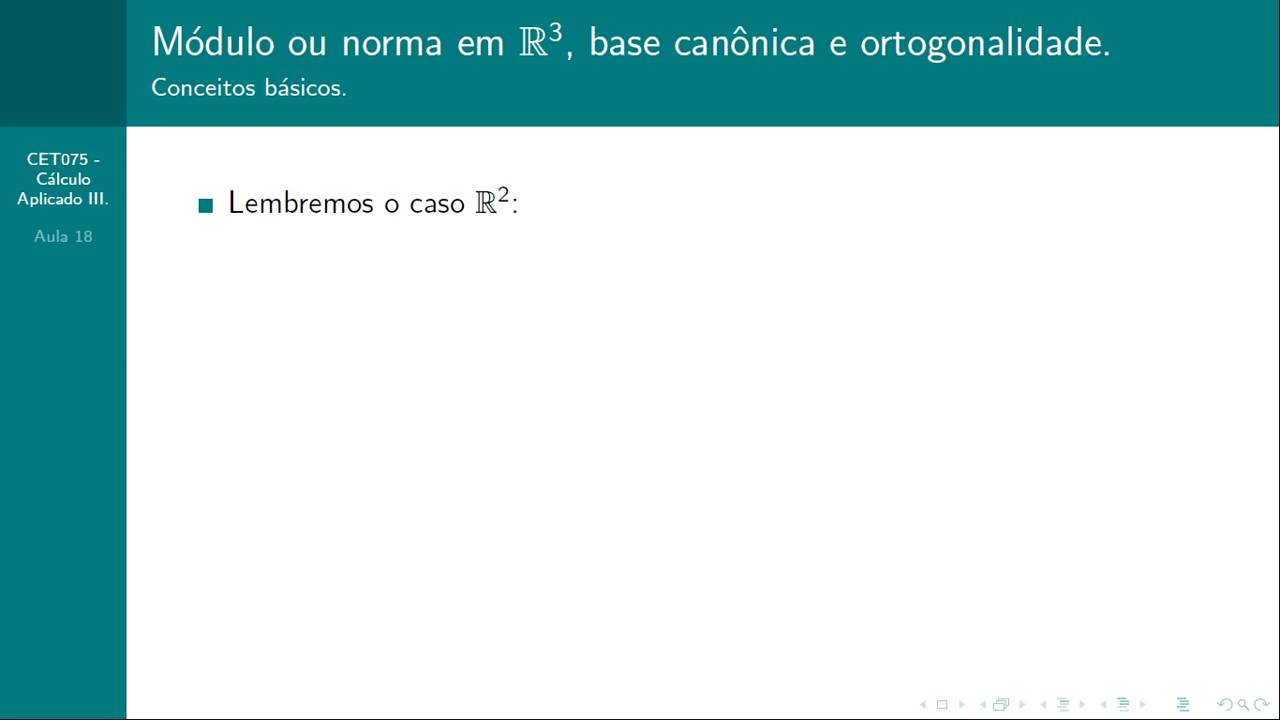 Módulo ou norma em ℝ³, base canônica e ortogonalidade.
Conceitos básicos.
CET075 -
Cálculo
Aplicado III.
Aula 18
Lembremos o caso ℝ²: